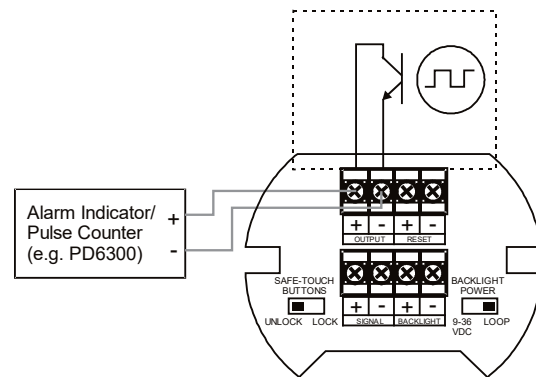 Alarm Indicator/
Pulse Counter
(e.g. PD6300)
+
-
+ - + -
OUTPUT RESET
SAFE-TOUCH
BUTTONS
UNLOCK LOCK
+ - + -
SIGNAL BACKLIGHT
BACKLIGHT
POWER
9-36
VDC
LOOP